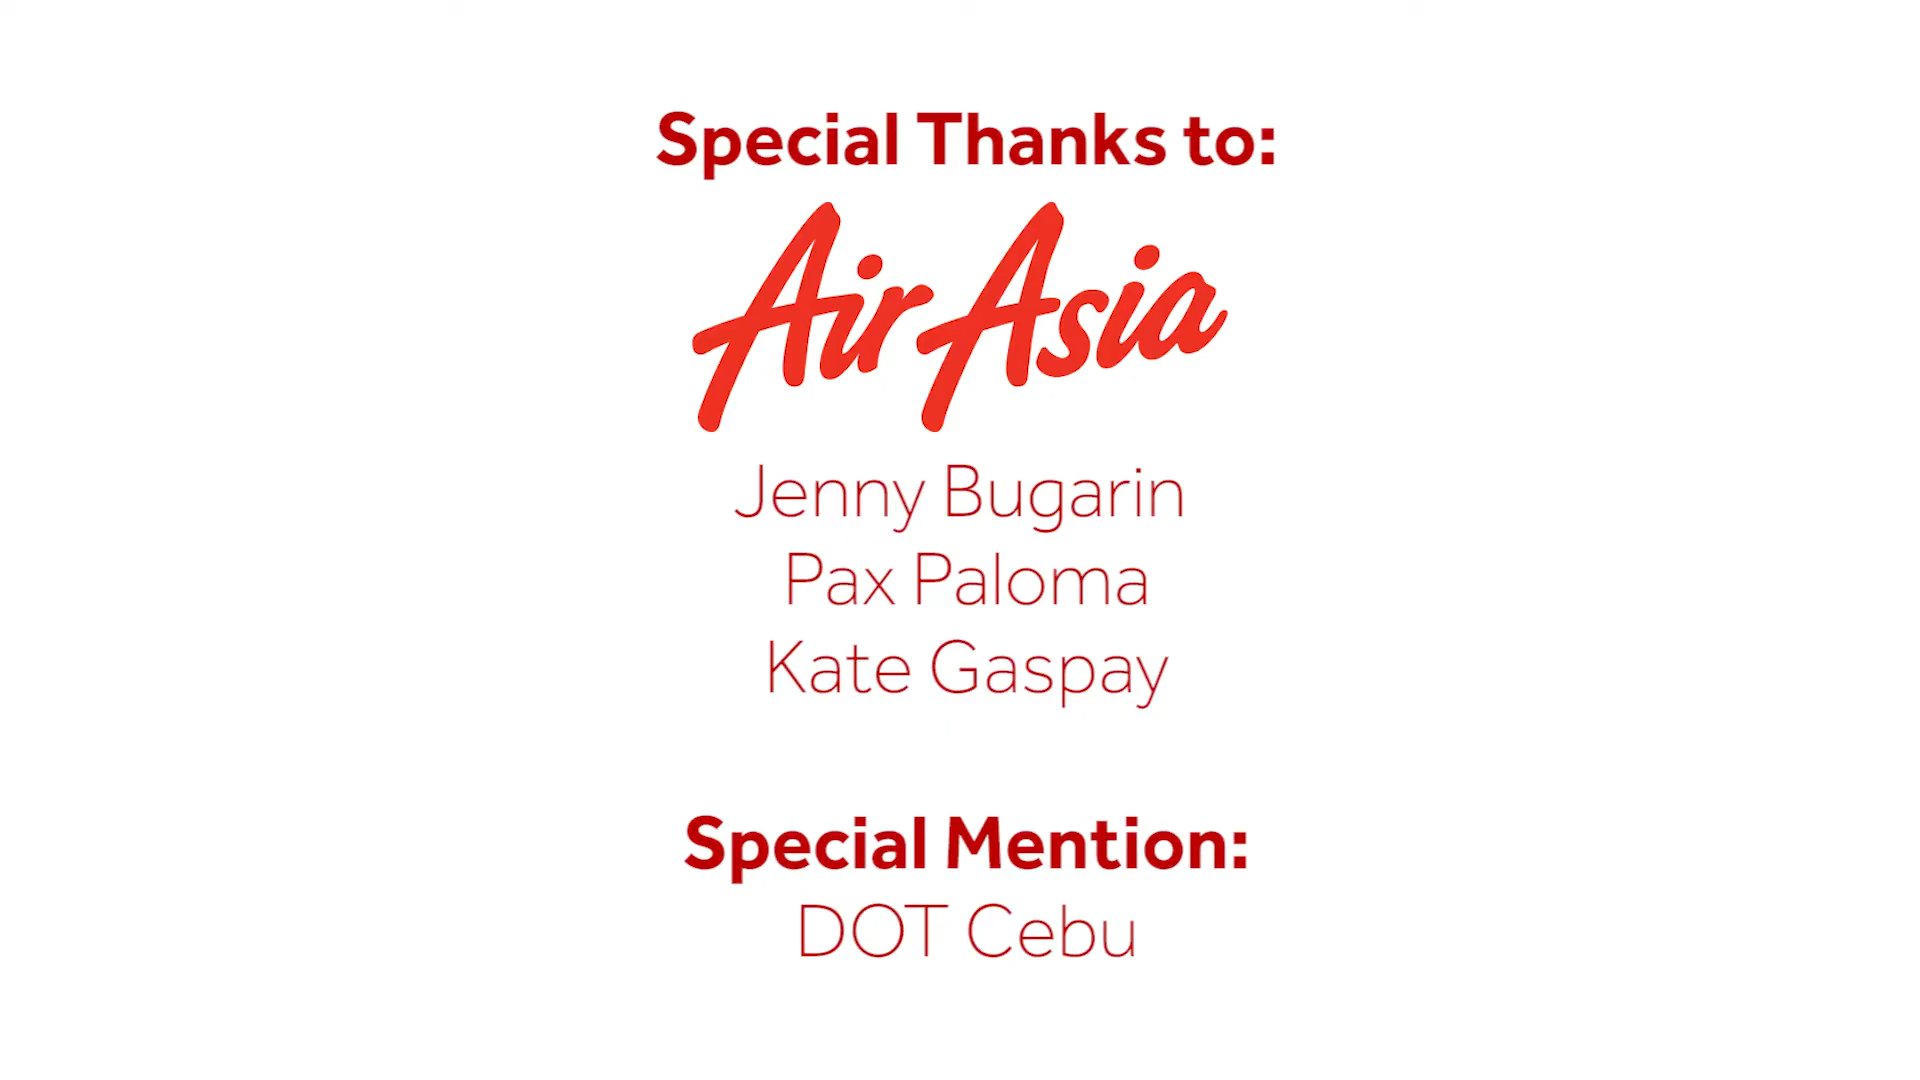 Special Thanks to:
AirAsia
Jenny Bugarin
Pax Paloma
Kate Gaspay
Special Mention:
DOT Cebu